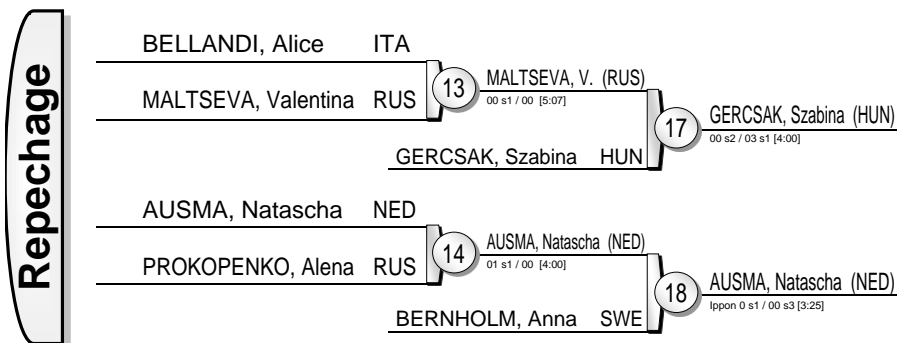 Repechage
BELLANDI, Alice ITA
MALTSEVA, Valentina RUS
13
MALTSEVA, V. (RUS)
00 s1 / 00 [5:07]
GERCSAK, Szabina HUN
17
GERCSAK, Szabina (HUN)
00 s2 / 03 s1 [4:00]
AUSMA, Natascha NED
PROKOPENKO, Alena RUS
14
AUSMA, Natascha (NED)
01 s1 / 00 [4:00]
BERNHOLM, Anna SWE
18
AUSMA, Natascha (NED)
Ippon 0 s1 / 00 s3 [3:25]